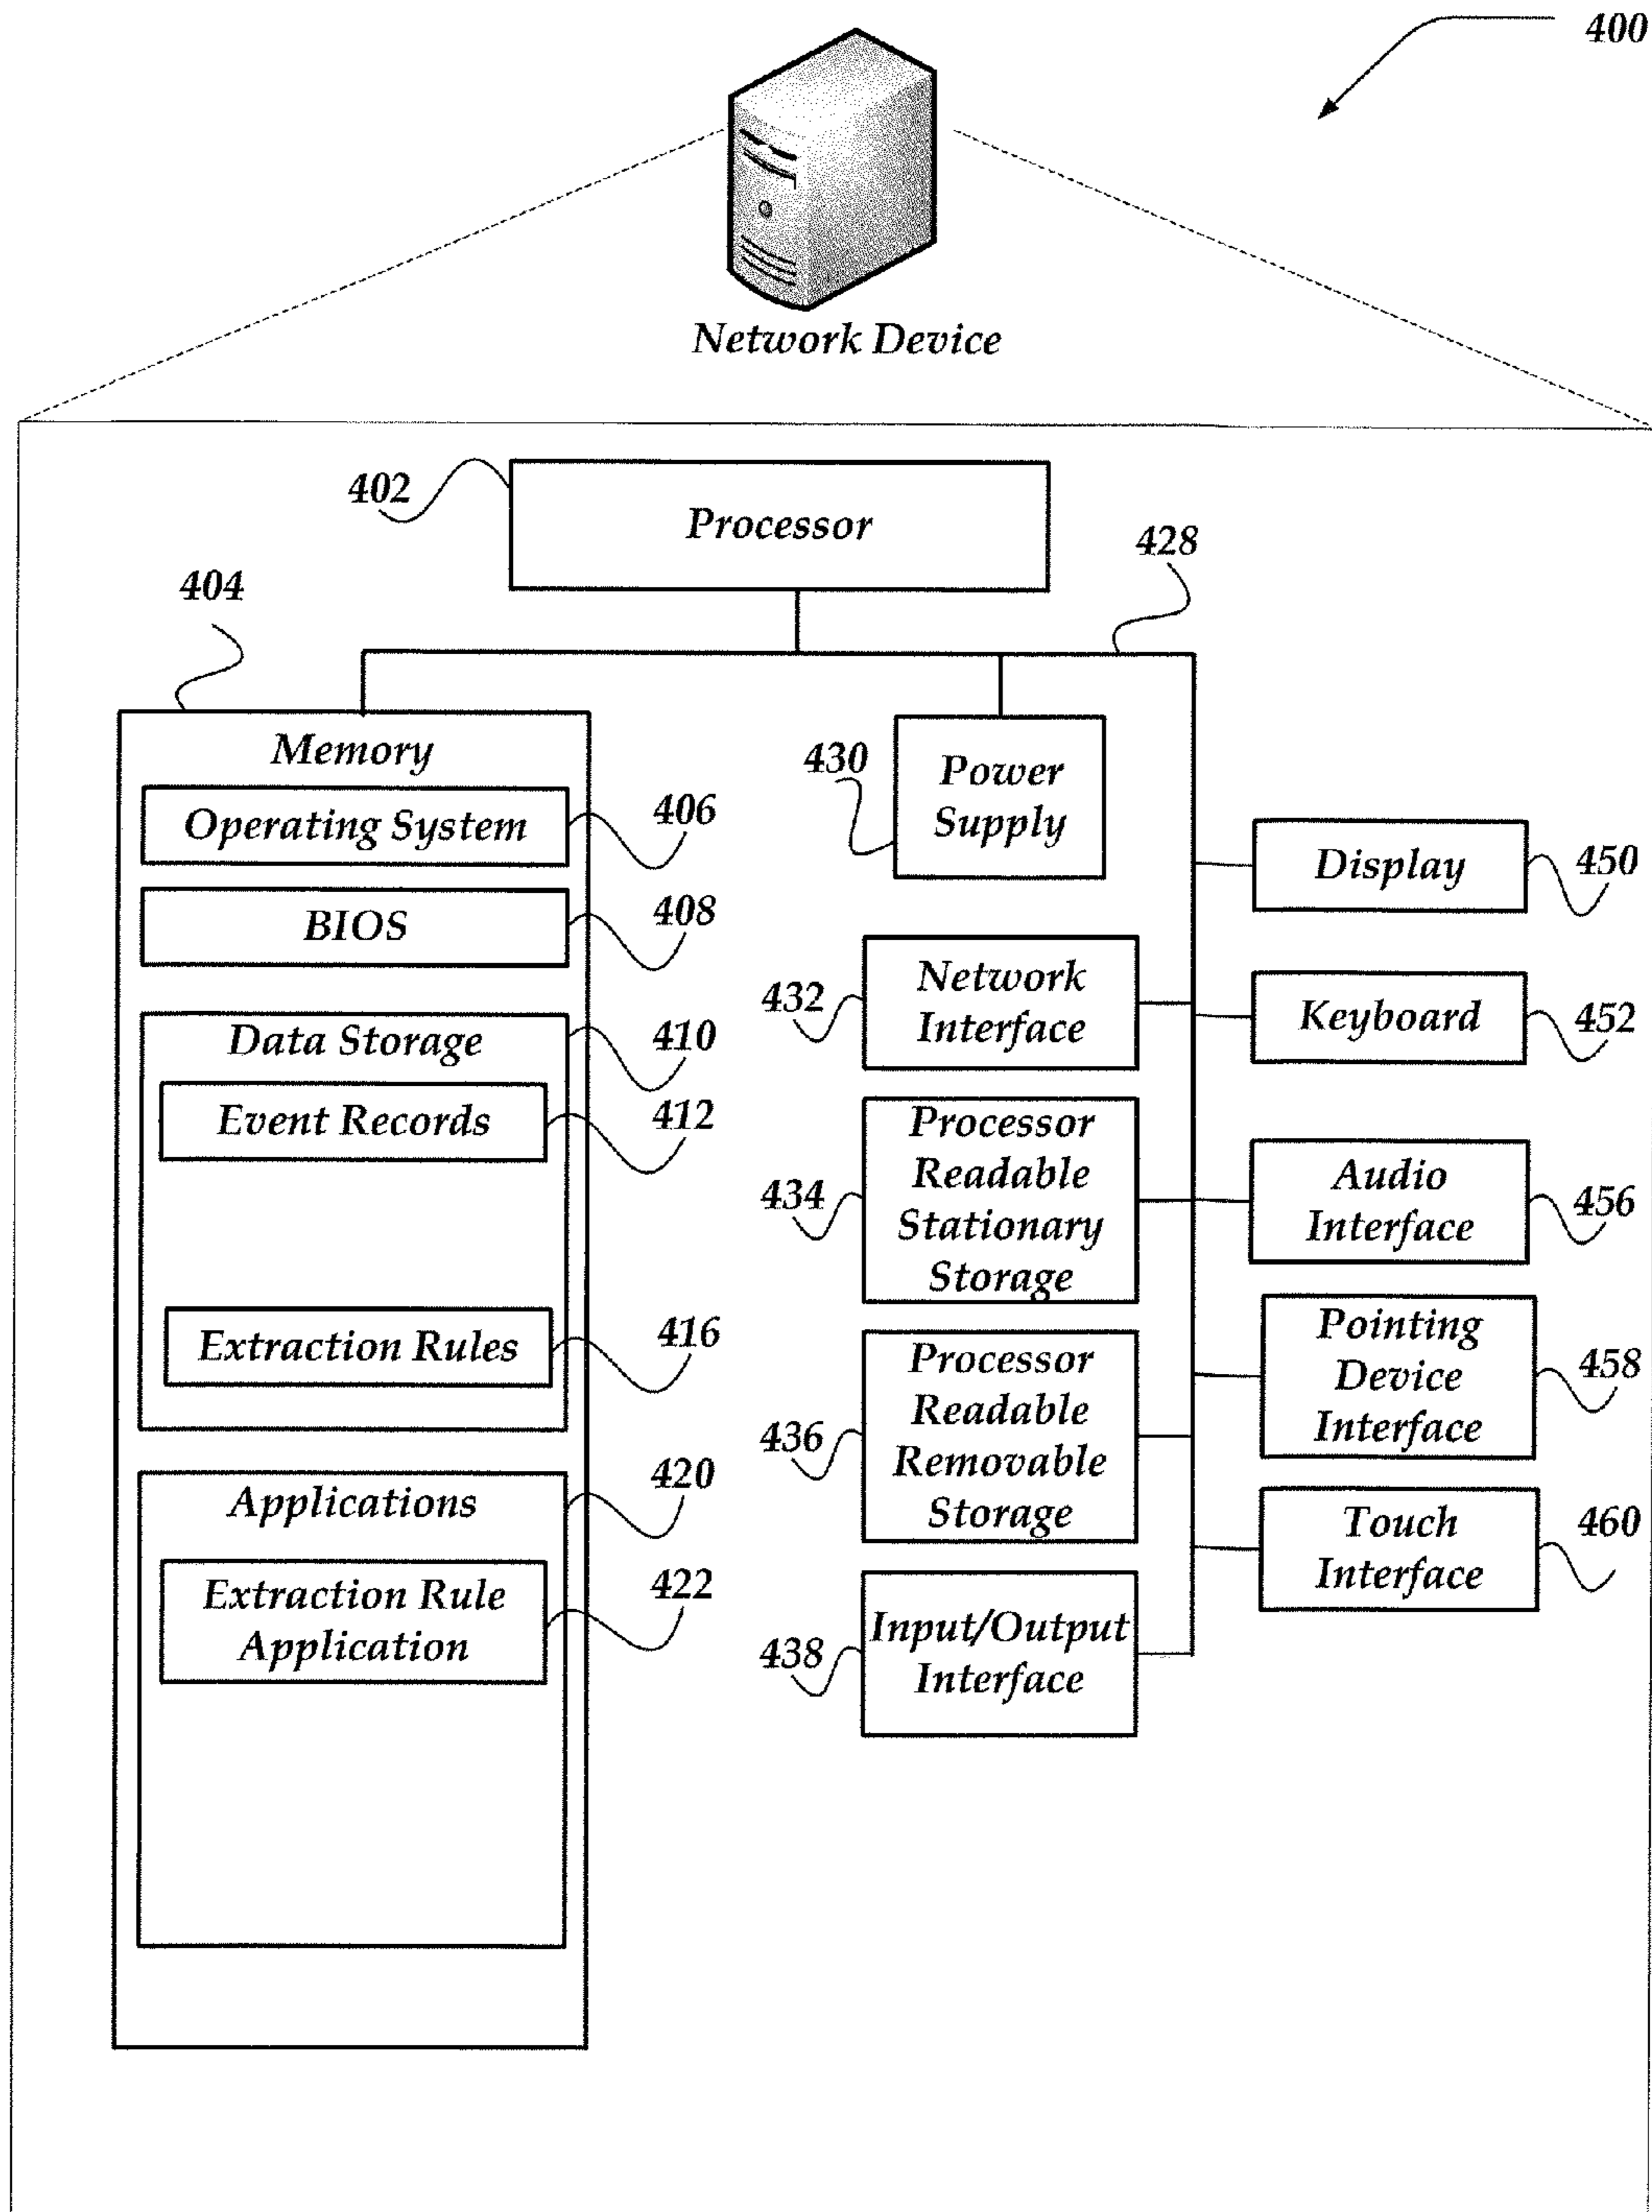 400
Network Device
402
Processor
428
404
Memory
Operating System
406
BIOS
408
Data Storage
410
Event Records
412
Extraction Rules
416
Applications
420
Extraction Rule
Application
422
430
Power
Supply
432
Network
Interface
434
Processor
Readable
Stationary
Storage
436
Processor
Readable
Removable
Storage
438
Input/Output
Interface
Display
450
Keyboard
452
Audio
Interface
456
Pointing
Device
Interface
458
Touch
Interface
460